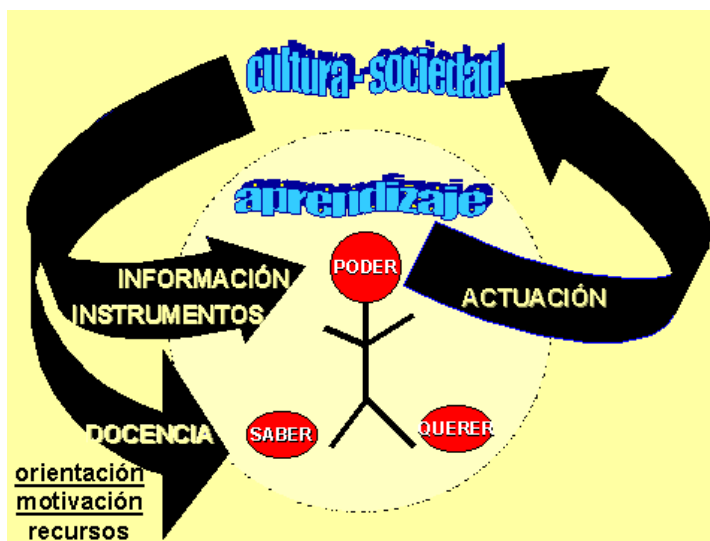 cultura - sociedad
aprendizaje
PODER
INFORMACIÓN
INSTRUMENTOS
ACTUACIÓN
DOCENCIA
SABER
QUERER
orientación
motivación
recursos